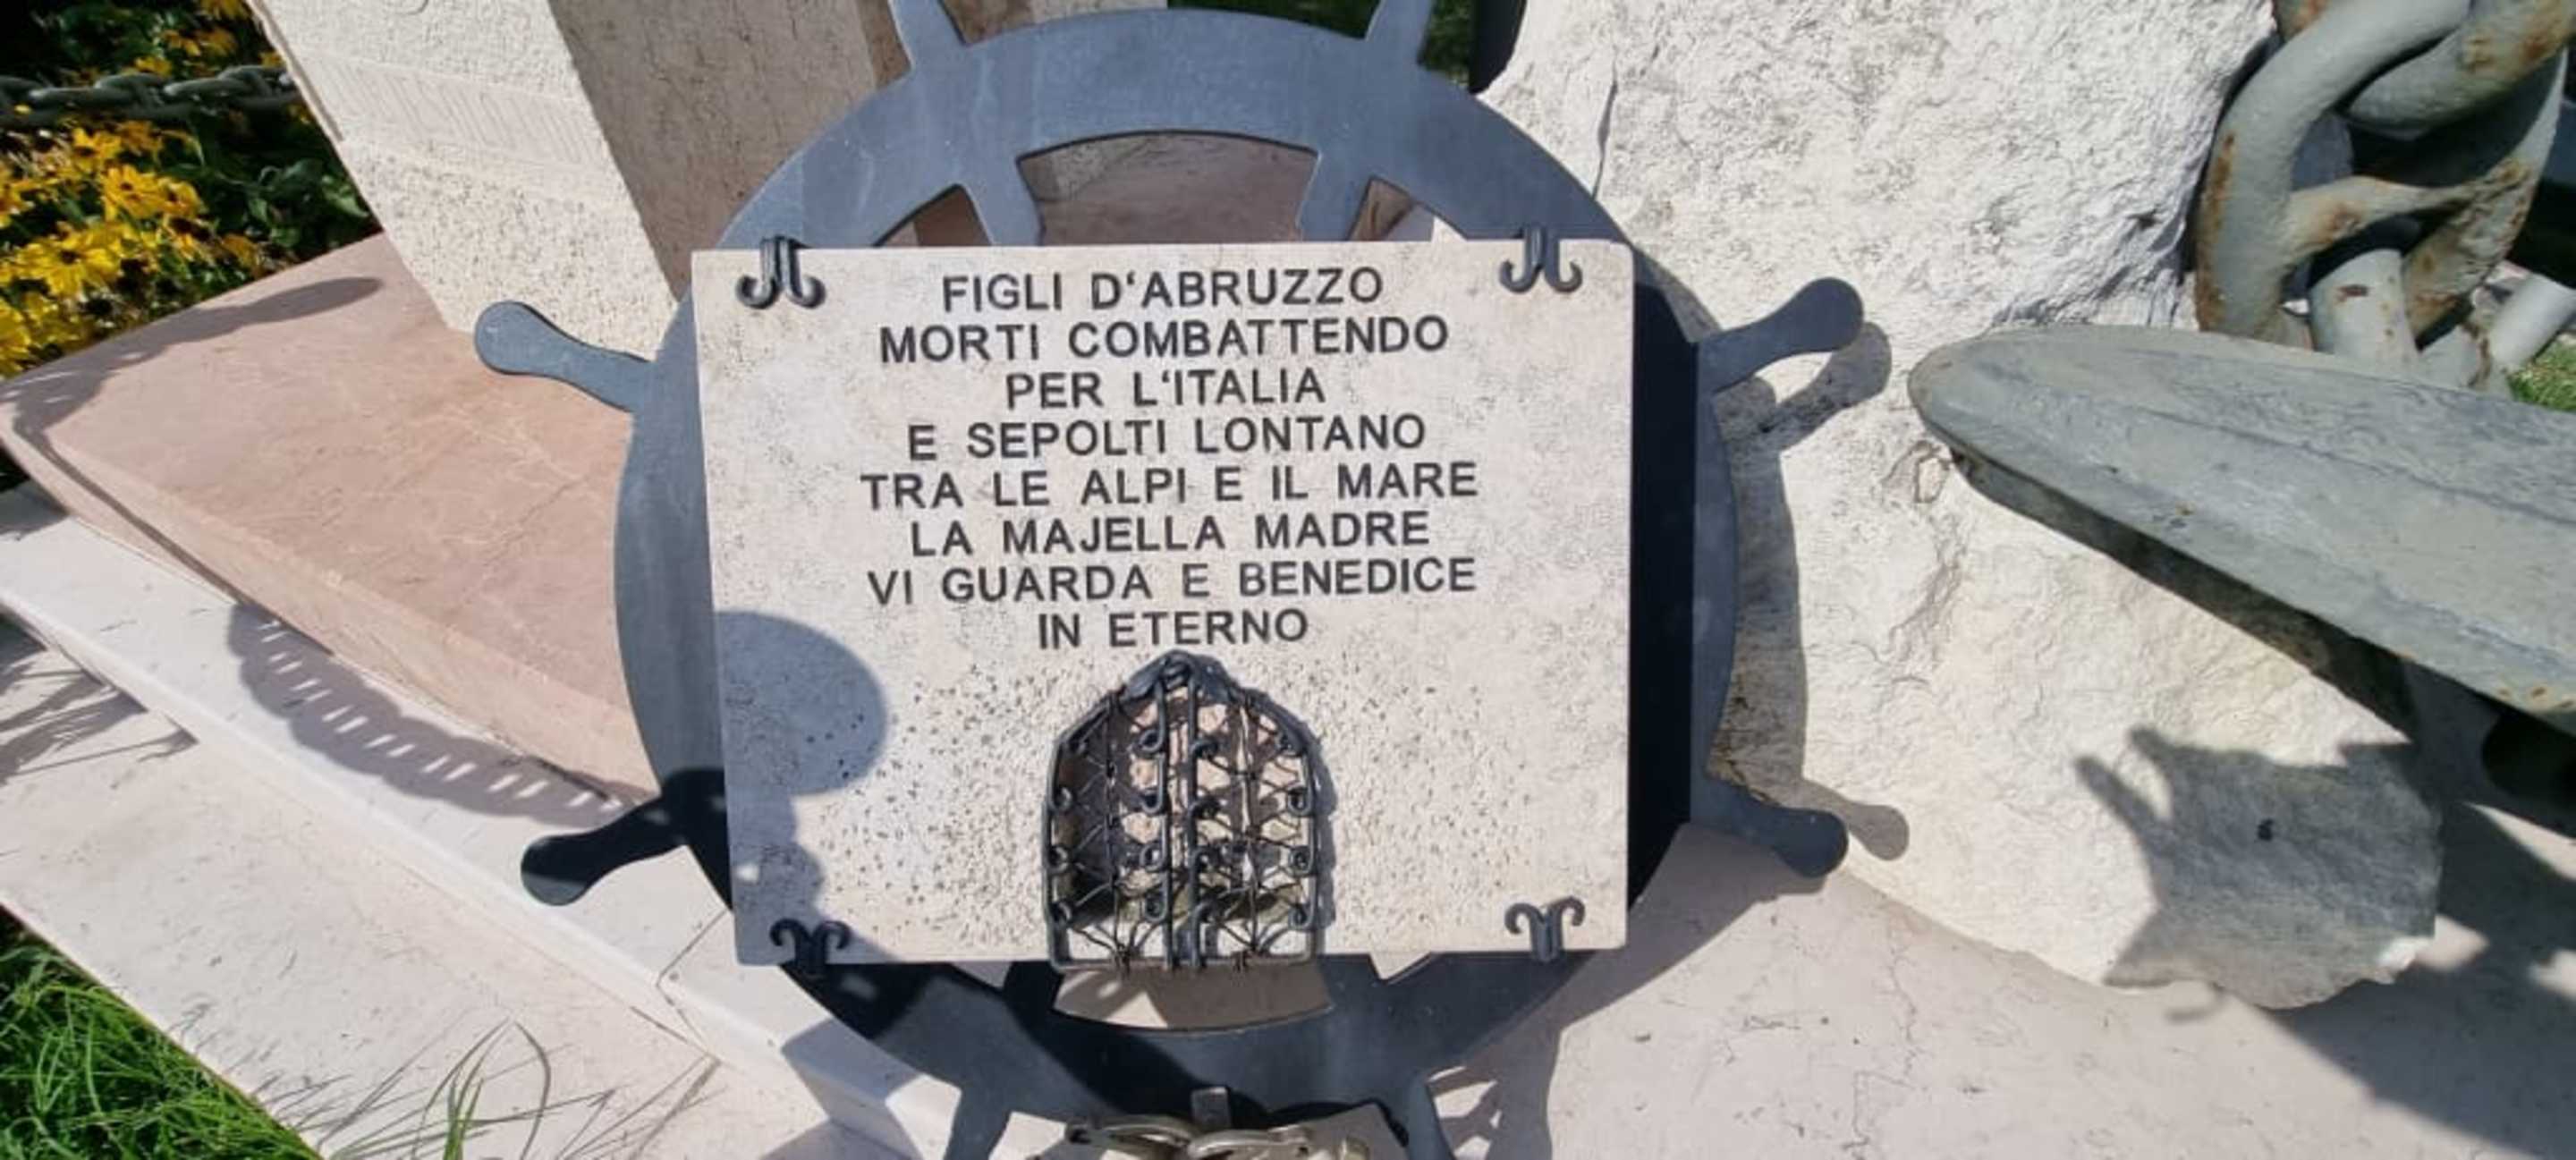 FIGLI D‘ABRUZZO
MORTI COMBATTENDO
PER L‘ITALIA
E SEPOLTI LONTANO
TRA LE ALPI E IL MARE
LA MAJELLA MADRE
VI GUARDA E BENEDICE
IN ETERNO